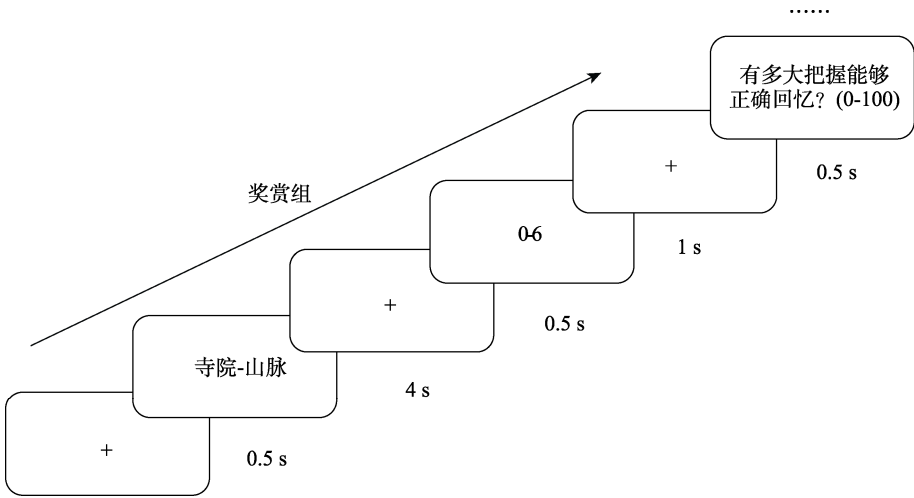 ……
有多大把握能够
正确回忆？(0-100)
+
0.5 s
奖赏组
0-6
1 s
+
0.5 s
寺院-山脉
4 s
+
0.5 s